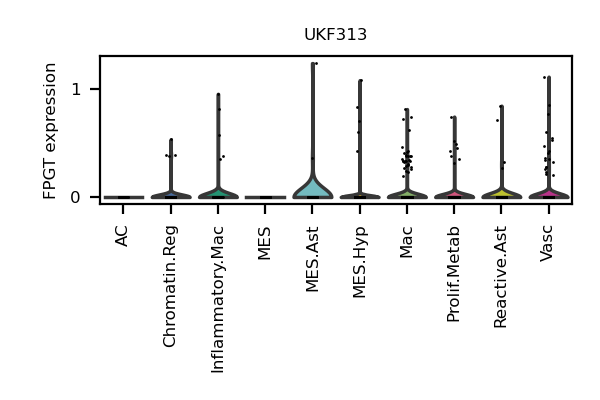 UKF313
FPGT expression
1
0
AC
Chromatin.Reg
Inflammatory.Mac
MES
MES.Ast
MES.Hyp
Mac
Prolif.Metab
Reactive.Ast
Vasc